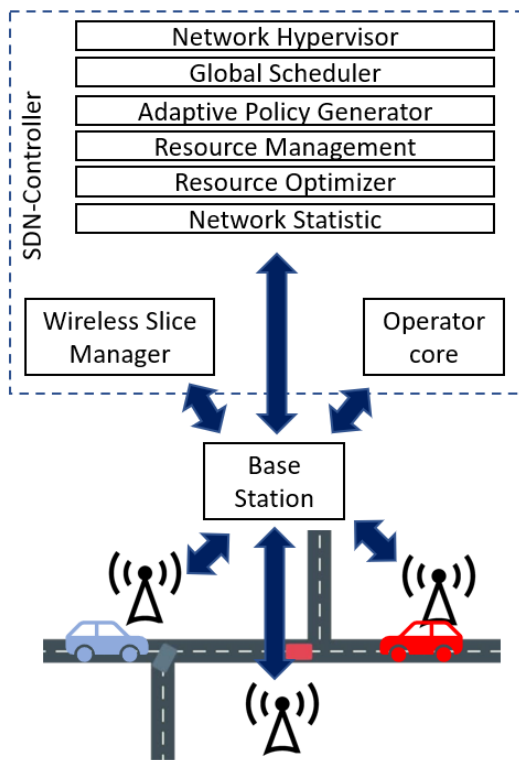 SDN-Controller
Network Hypervisor
Global Scheduler
Adaptive Policy Generator
Resource Management
Resource Optimizer
Network Statistic
Wireless Slice
Manager
Operator
core
Base
Station